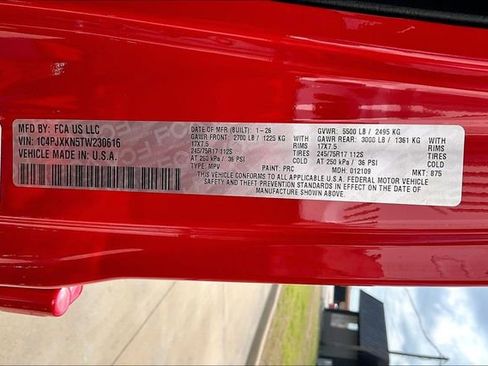 MFD BY: FCA US LLC
VIN: 1C4PJXKN5TW230616
VEHICLE MADE IN: U.S.A.
DATE OF MFR (BUILT): 1-26 GVWR: 5500 LB / 2495 KG
GAWR FRONT: 2700 LB / 1225 KG GAWR REAR: 3000 LB / 1361 KG
17X7.5 RIMS 17X7.5 RIMS
245/75R17 112S TIRES 245/75R17 112S TIRES
AT 250 kPa / 36 PSI COLD AT 250 kPa / 36 PSI COLD
TYPE: MPV PAINT: PRC MDH: 012109 MKT: 875
THIS VEHICLE CONFORMS TO ALL APPLICABLE U.S.A. FEDERAL MOTOR VEHICLE
SAFETY, BUMPER AND THEFT PREVENTION STANDARDS IN EFFECT ON THE DATE OF
MANUFACTURE SHOWN ABOVE.